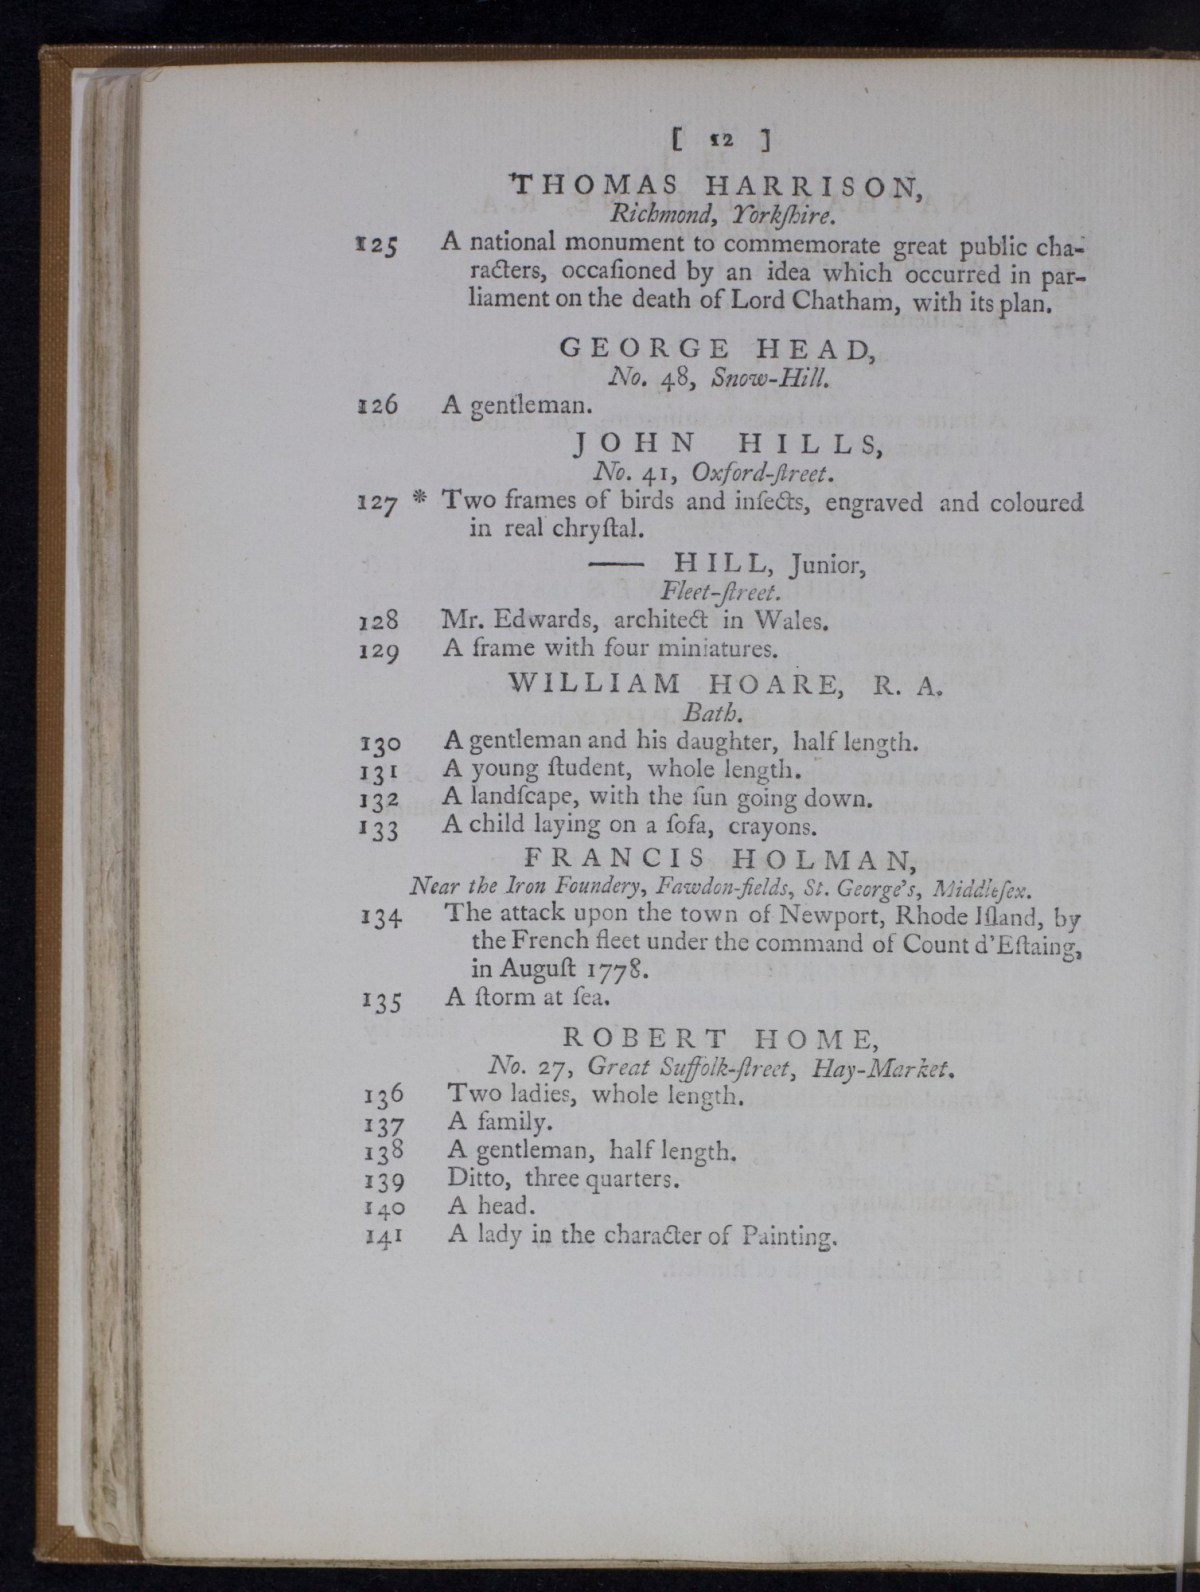 [ 12 ]
THOMAS HARRISON,
Richmond, Yorkſhire.
125 A national monument to commemorate great public cha-
racters, occaſioned by an idea which occurred in par-
liament on the death of Lord Chatham, with its plan.
GEORGE HEAD,
No. 48, Snow-Hill.
126 A gentleman.
JOHN HILLS,
No. 41, Oxford-ſtreet.
127 * Two frames of birds and inſects, engraved and coloured
in real chryſtal.
—— HILL, Junior,
Fleet-ſtreet.
128 Mr. Edwards, architect in Wales.
129 A frame with four miniatures.
WILLIAM HOARE, R. A.
Bath.
130 A gentleman and his daughter, half length.
131 A young ſtudent, whole length.
132 A landſcape, with the ſun going down.
133 A child laying on a ſofa, crayons.
FRANCIS HOLMAN,
Near the Iron Foundery, Fawdon-fields, St. George's, Middleſex.
134 The attack upon the town of Newport, Rhode Iſland, by
the French fleet under the command of Count d'Eſtaing,
in Auguſt 1778.
135 A ſtorm at ſea.
ROBERT HOME,
No. 27, Great Suffolk-ſtreet, Hay-Market.
136 Two ladies, whole length.
137 A family.
138 A gentleman, half length.
139 Ditto, three quarters.
140 A head.
141 A lady in the character of Painting.